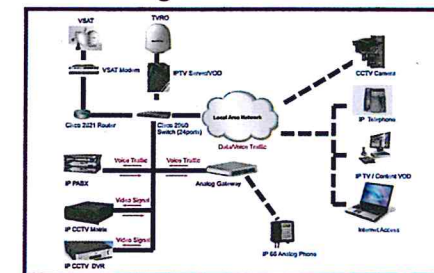 VSAT
TVRO
VSAT Modem
IPTV Server/VOD
CCTV Camera
Local Area Network
Cisco 2921 Router
Cisco 2960
Switch (24ports)
Data/Voice Traffic
IP Telephone
Voice Traffic
Voice Traffic
IP PABX
Analog Gateway
IP TV / Content VOD
Video Signal
IP CCTV Matrix
Video Signal
IP CCTV DVR
IP 66 Analog Phone
Internet Access